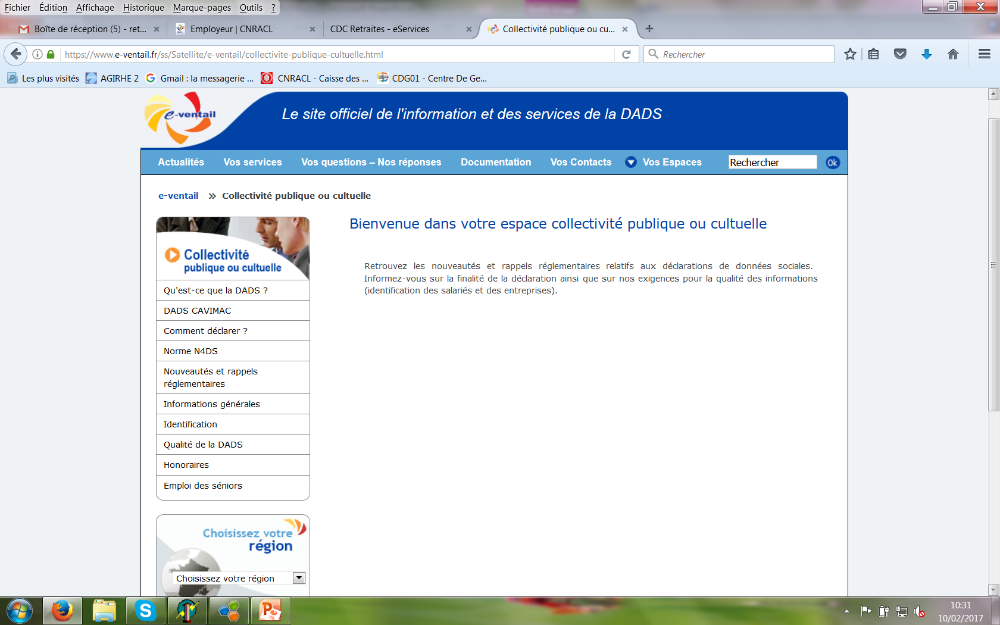 Fichier Édition Affichage Historique Marque-pages Outils ?
Boîte de réception (5) - ret... Employeur | CNRACL CDC Retraites - eServices Collectivité publique ou cu...
https://www.e-ventail.fr/ss/Satellite/e-ventail/collectivite-publique-cultuelle.html Rechercher
Les plus visités AGIRHE 2 Gmail : la messagerie ... CNRACL - Caisse des ... CDG01 - Centre De Ge...
e-ventail Le site officiel de l'information et des services de la DADS
Actualités Vos services Vos questions – Nos réponses Documentation Vos Contacts Vos Espaces Rechercher Ok
e-ventail » Collectivité publique ou cultuelle
Bienvenue dans votre espace collectivité publique ou cultuelle
Retrouvez les nouveautés et rappels réglementaires relatifs aux déclarations de données sociales.
Informez-vous sur la finalité de la déclaration ainsi que sur nos exigences pour la qualité des informations
(identification des salariés et des entreprises).
Collectivité
publique ou cultuelle
Qu'est-ce que la DADS ?
DADS CAVIMAC
Comment déclarer ?
Norme N4DS
Nouveautés et rappels
réglementaires
Informations générales
Identification
Qualité de la DADS
Honoraires
Emploi des séniors
Choisissez votre
région
Choisissez votre région
10:31
10/02/2017